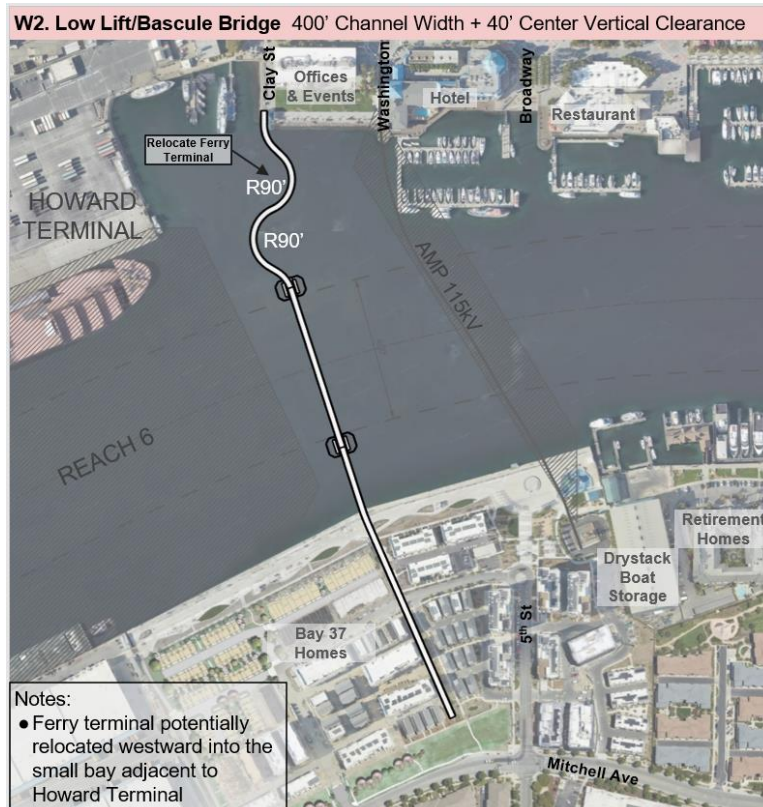 W2. Low Lift/Bascule Bridge 400' Channel Width + 40' Center Vertical Clearance
Clay St
Offices
& Events
Washington
Hotel
Broadway
Restaurant
Relocate Ferry
Terminal
R90'
HOWARD
TERMINAL
R90'
AMP 115kV
REACH 6
Retirement
Homes
Drystack
Boat
Storage
5th St
Bay 37
Homes
Mitchell Ave
Notes:
● Ferry terminal potentially
relocated westward into the
small bay adjacent to
Howard Terminal